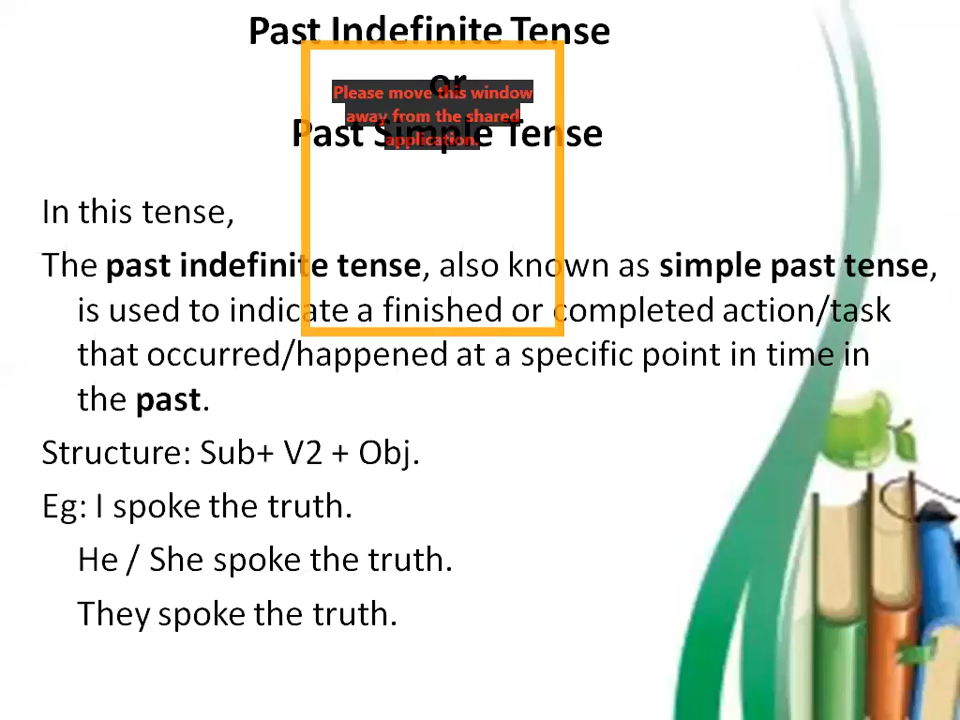 Past Indefinite Tense
or
Please move this window
away from the shared
application.
Past Simple Tense
In this tense,
The past indefinite tense, also known as simple past tense,
is used to indicate a finished or completed action/task
that occurred/happened at a specific point in time in
the past.
Structure: Sub+ V2 + Obj.
Eg: I spoke the truth.
He / She spoke the truth.
They spoke the truth.